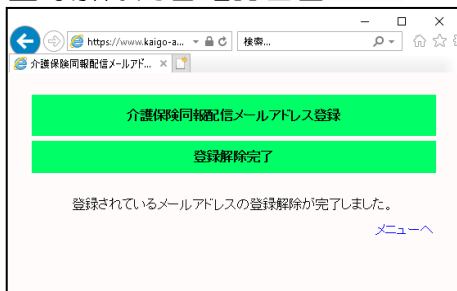 https://www.kaigo-a...
検索...
介護保険同報配信メールアド... ×
介護保険同報配信メールアドレス登録
登録解除完了
登録されているメールアドレスの登録解除が完了しました。
メニューへ